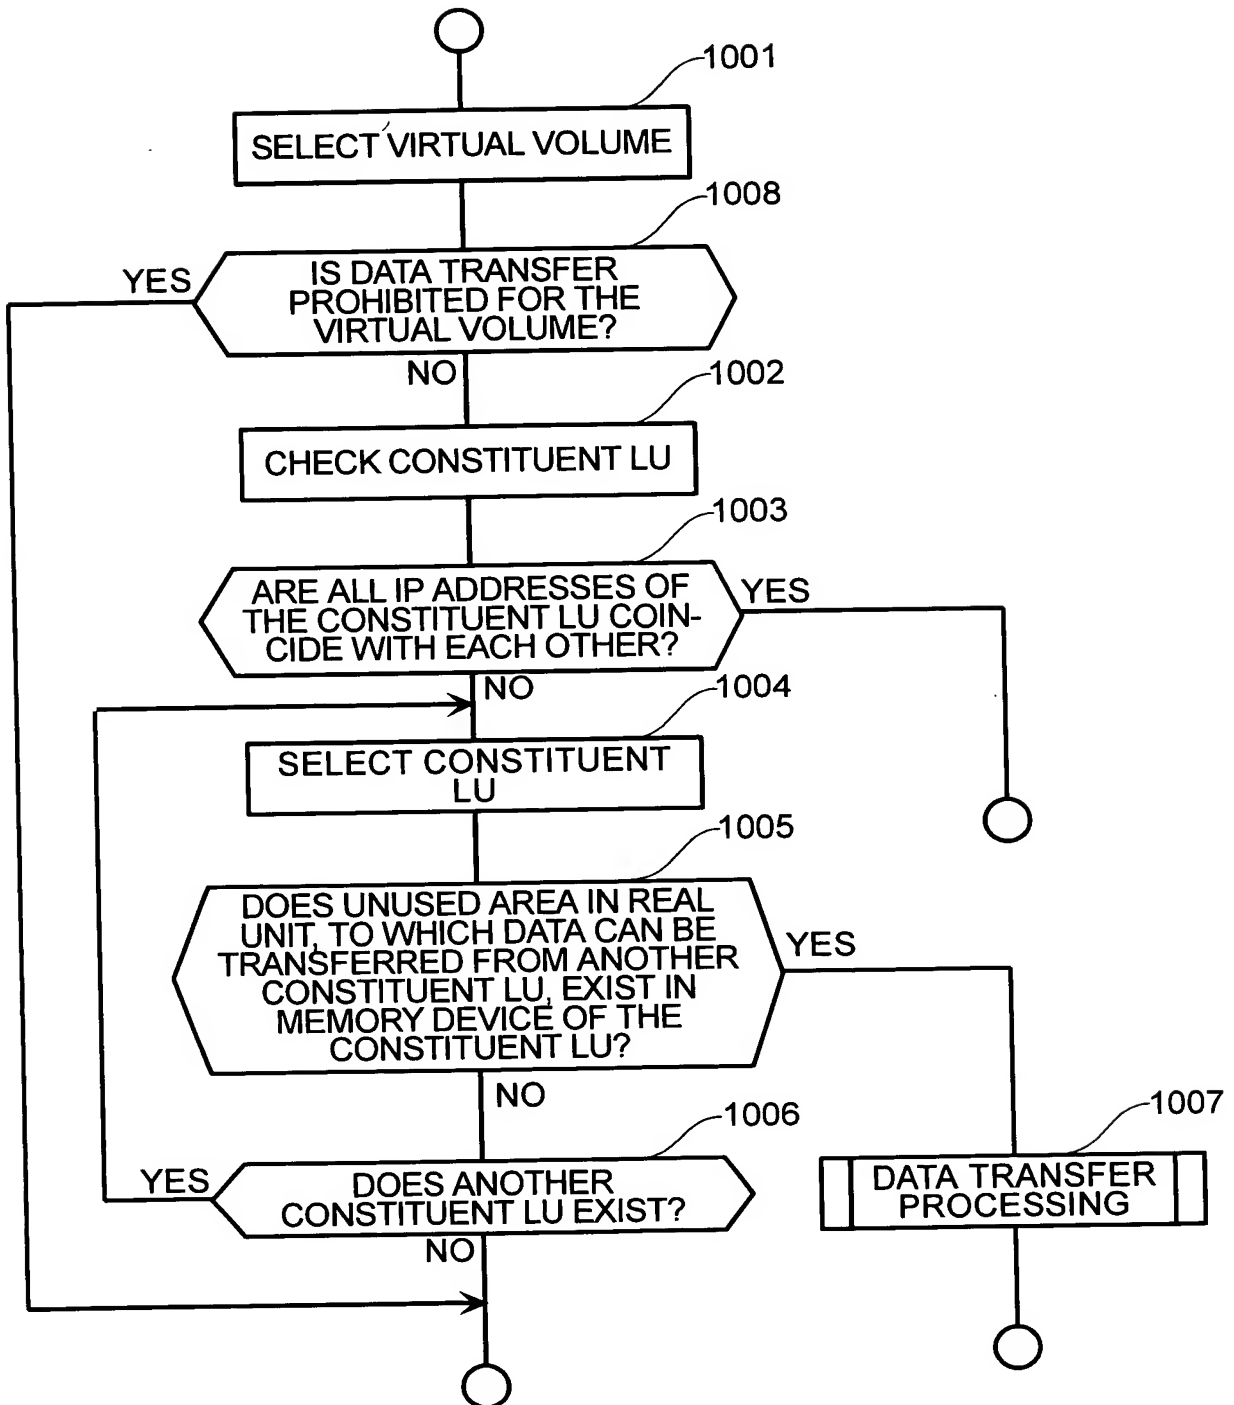 1001
SELECT VIRTUAL VOLUME
1008
YES
IS DATA TRANSFER
PROHIBITED FOR THE
VIRTUAL VOLUME?
NO
1002
CHECK CONSTITUENT LU
1003
ARE ALL IP ADDRESSES OF
THE CONSTITUENT LU COIN-
CIDE WITH EACH OTHER?
YES
NO
1004
SELECT CONSTITUENT
LU
1005
DOES UNUSED AREA IN REAL
UNIT, TO WHICH DATA CAN BE
TRANSFERRED FROM ANOTHER
CONSTITUENT LU, EXIST IN
MEMORY DEVICE OF THE
CONSTITUENT LU?
YES
NO
1006
1007
YES
DOES ANOTHER
CONSTITUENT LU EXIST?
NO
DATA TRANSFER
PROCESSING